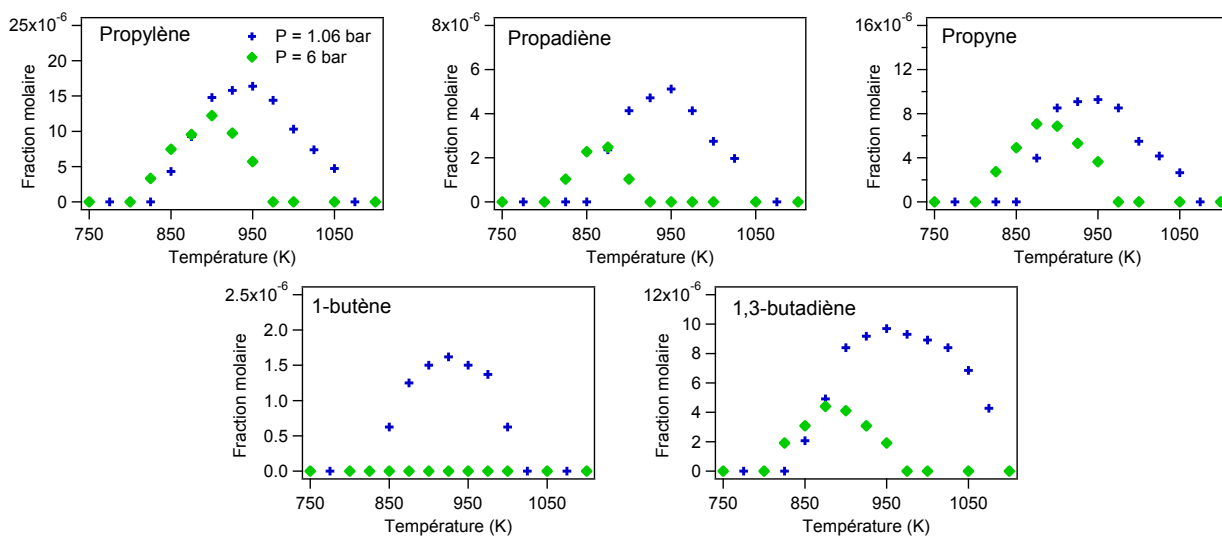 25x10-6
20
15
10
5
0
Fraction molaire
Propylène
P = 1.06 bar
P = 6 bar
750 850 950 1050
Température (K)
8x10-6
6
4
2
0
Fraction molaire
Propadiène
750 850 950 1050
Température (K)
16x10-6
12
8
4
0
Fraction molaire
Propyne
750 850 950 1050
Température (K)
2.5x10-6
2.0
1.5
1.0
0.5
0.0
Fraction molaire
1-butène
750 850 950 1050
Température (K)
12x10-6
10
8
6
4
2
0
Fraction molaire
1,3-butadiène
750 850 950 1050
Température (K)